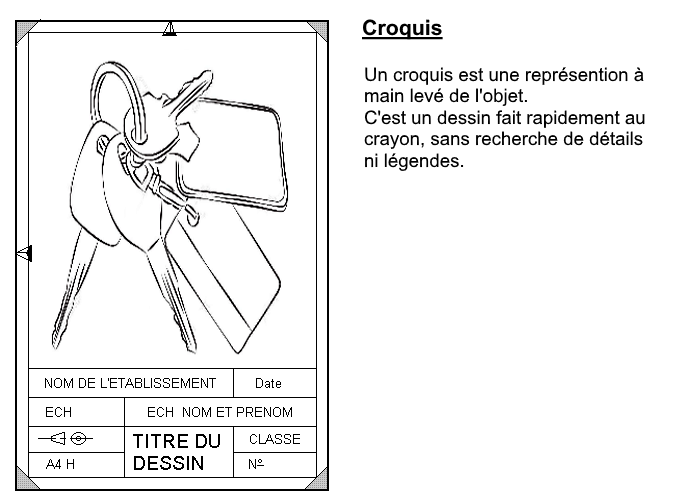 Croquis
Un croquis est une représention à
main levé de l'objet.
C'est un dessin fait rapidement au
crayon, sans recherche de détails
ni légendes.
NOM DE L'ETABLISSEMENT
Date
ECH
ECH NOM ET PRENOM
TITRE DU
DESSIN
CLASSE
A4 H
Nº